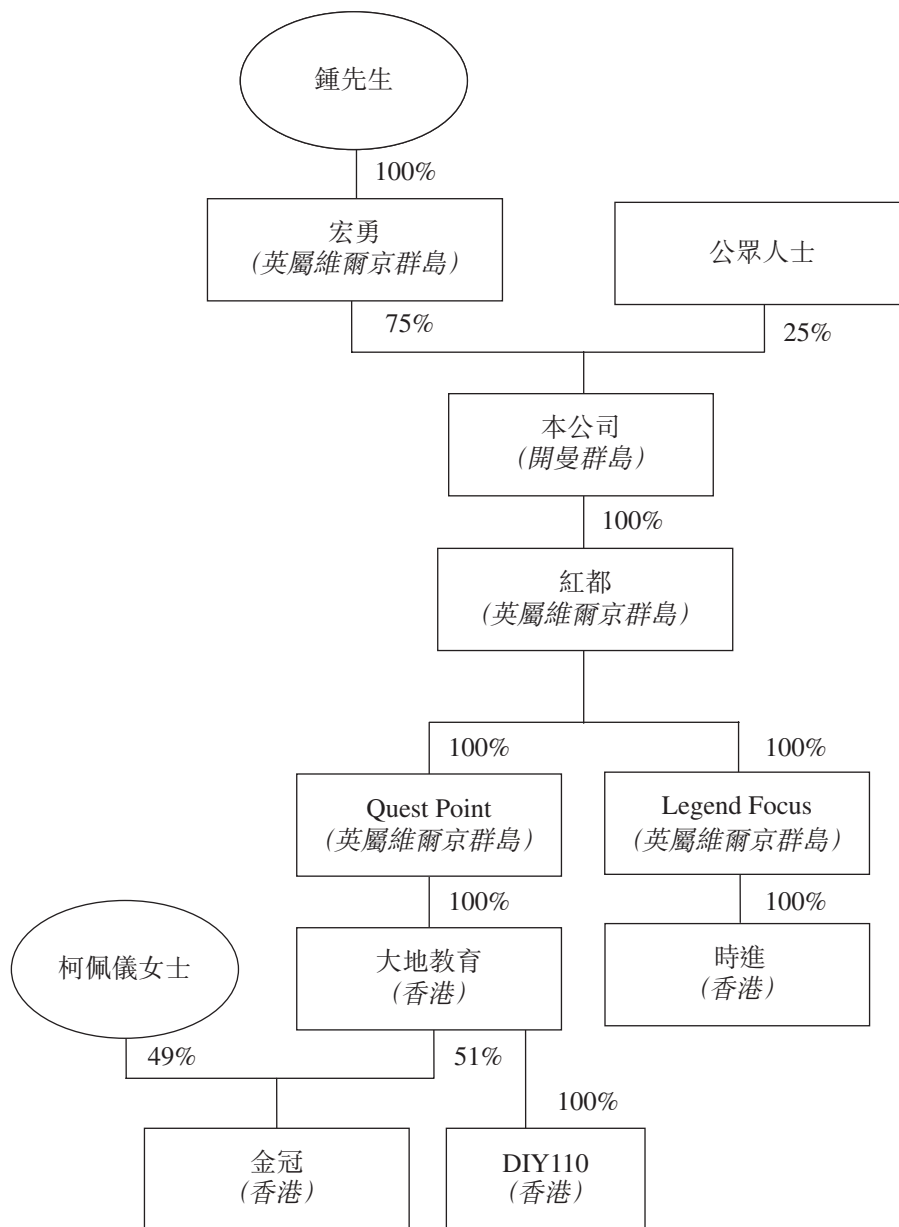 鍾先生
100%
宏勇
(英屬維爾京群島)
公眾人士
75%
25%
本公司
(開曼群島)
100%
紅都
(英屬維爾京群島)
100%
100%
Quest Point
(英屬維爾京群島)
Legend Focus
(英屬維爾京群島)
100%
100%
柯佩儀女士
大地教育
(香港)
時進
(香港)
49%
51%
100%
金冠
(香港)
DIY110
(香港)